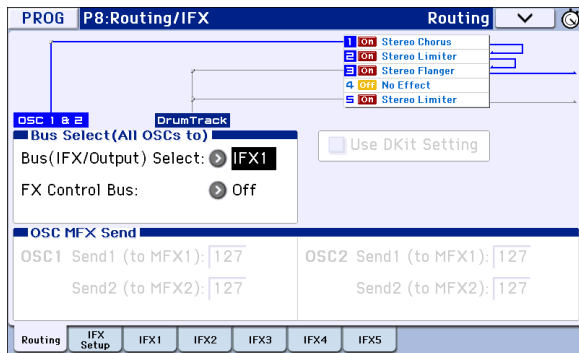 PROG P8:Routing/IFX Routing
1 On Stereo Chorus
2 On Stereo Limiter
3 On Stereo Flanger
4 Off No Effect
5 On Stereo Limiter
OSC 1 & 2 DrumTrack
Bus Select(All OSCs to)
Bus(IFX/Output) Select: IFX1
Use DKit Setting
FX Control Bus: Off
OSC MFX Send
OSC1 Send1 (to MFX1): 127 OSC2 Send1 (to MFX1): 127
Send2 (to MFX2): 127 Send2 (to MFX2): 127
Routing IFX Setup IFX1 IFX2 IFX3 IFX4 IFX5